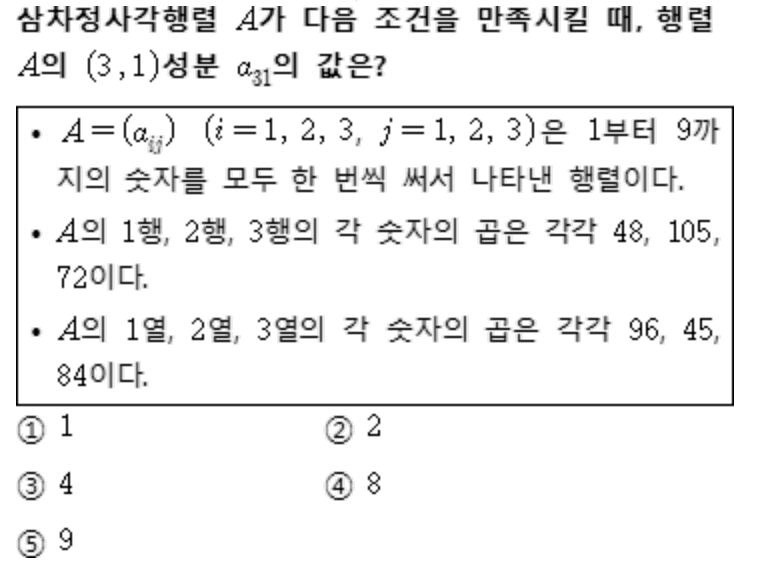 삼차정사각행렬 A가 다음 조건을 만족시킬 때, 행렬
A의 (3,1)성분 a₃₁의 값은?
• A=(aᵢⱼ) (i=1, 2, 3, j=1, 2, 3)은 1부터 9까
지의 숫자를 모두 한 번씩 써서 나타낸 행렬이다.
• A의 1행, 2행, 3행의 각 숫자의 곱은 각각 48, 105,
72이다.
• A의 1열, 2열, 3열의 각 숫자의 곱은 각각 96, 45,
84이다.
① 1 ② 2
③ 4 ④ 8
⑤ 9